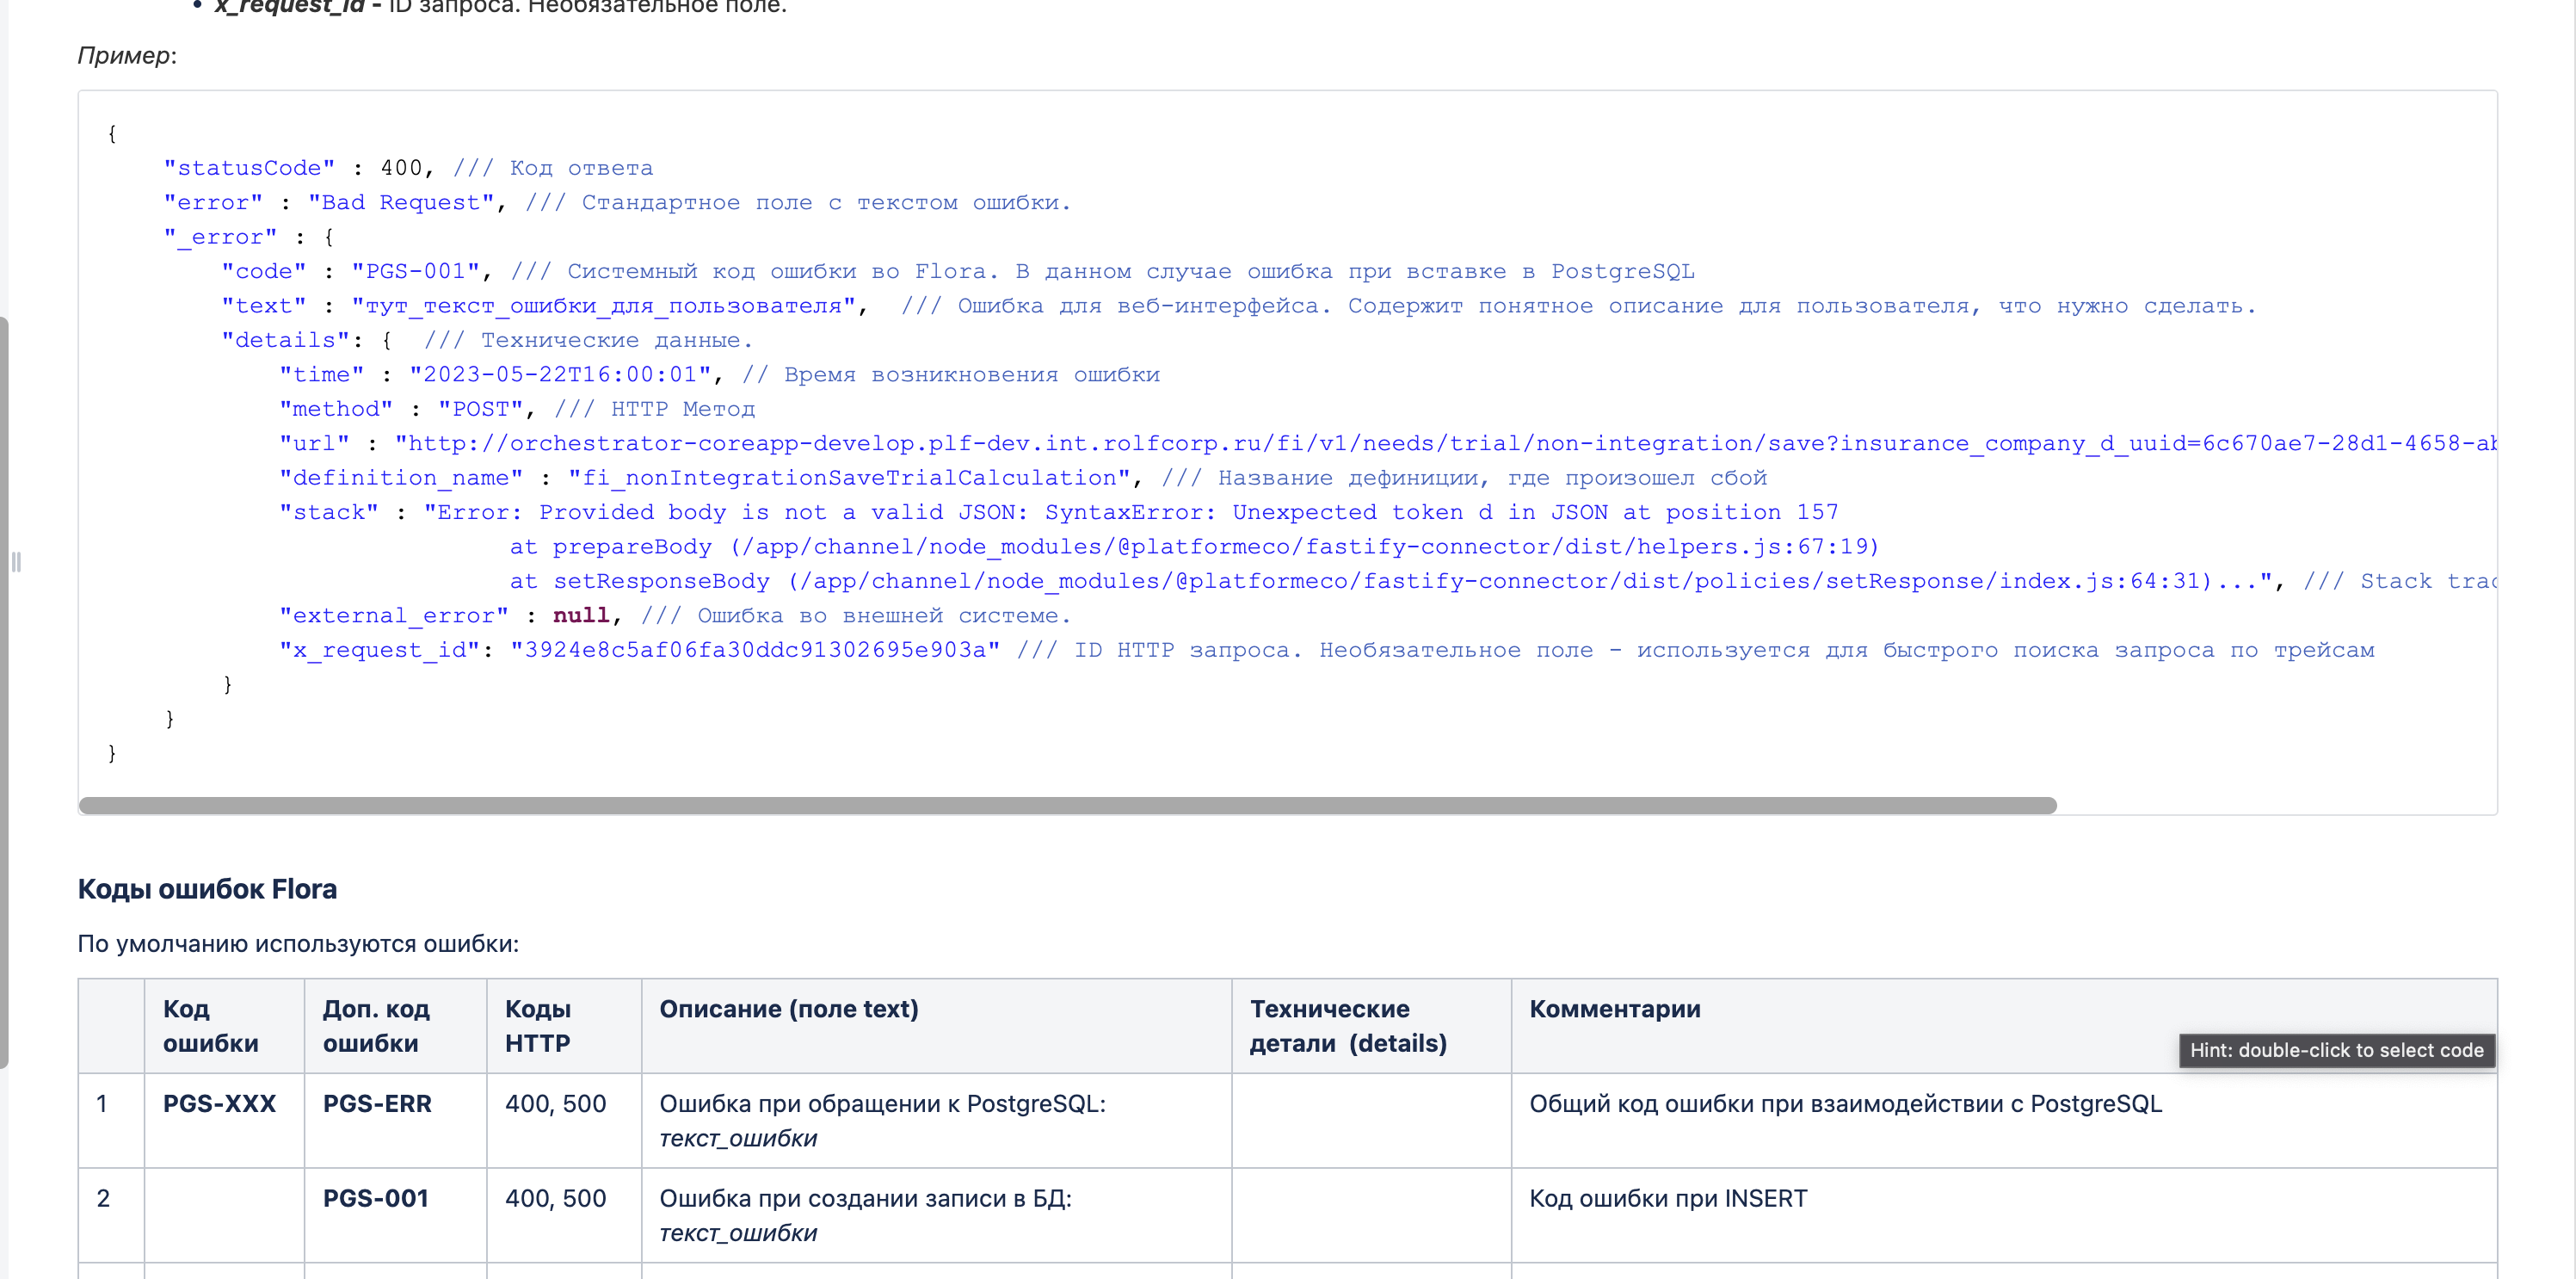 • x_request_id - ID запроса. Необязательное поле.
Пример:
{
"statusCode" : 400, /// Код ответа
"error" : "Bad Request", /// Стандартное поле с текстом ошибки.
"_error" : {
"code" : "PGS-001", /// Системный код ошибки во Flora. В данном случае ошибка при вставке в PostgreSQL
"text" : "тут_текст_ошибки_для_пользователя",  /// Ошибка для веб-интерфейса. Содержит понятное описание для пользователя, что нужно сделать.
"details": {  /// Технические данные.
"time" : "2023-05-22T16:00:01", // Время возникновения ошибки
"method" : "POST", /// HTTP Метод
"url" : "http://orchestrator-coreapp-develop.plf-dev.int.rolfcorp.ru/fi/v1/needs/trial/non-integration/save?insurance_company_d_uuid=6c670ae7-28d1-4658-ab
"definition_name" : "fi_nonIntegrationSaveTrialCalculation", /// Название дефиниции, где произошел сбой
"stack" : "Error: Provided body is not a valid JSON: SyntaxError: Unexpected token d in JSON at position 157
at prepareBody (/app/channel/node_modules/@platformeco/fastify-connector/dist/helpers.js:67:19)
at setResponseBody (/app/channel/node_modules/@platformeco/fastify-connector/dist/policies/setResponse/index.js:64:31)...", /// Stack trac
"external_error" : null, /// Ошибка во внешней системе.
"x_request_id": "3924e8c5af06fa30ddc91302695e903a" /// ID HTTP запроса. Необязательное поле - используется для быстрого поиска запроса по трейсам
}
}
}
Коды ошибок Flora
По умолчанию используются ошибки:
Код ошибки | Доп. код ошибки | Коды HTTP | Описание (поле text) | Технические детали (details) | Комментарии
Hint: double-click to select code
1 | PGS-XXX | PGS-ERR | 400, 500 | Ошибка при обращении к PostgreSQL: текст_ошибки | Общий код ошибки при взаимодействии с PostgreSQL
2 | PGS-001 | 400, 500 | Ошибка при создании записи в БД: текст_ошибки | Код ошибки при INSERT